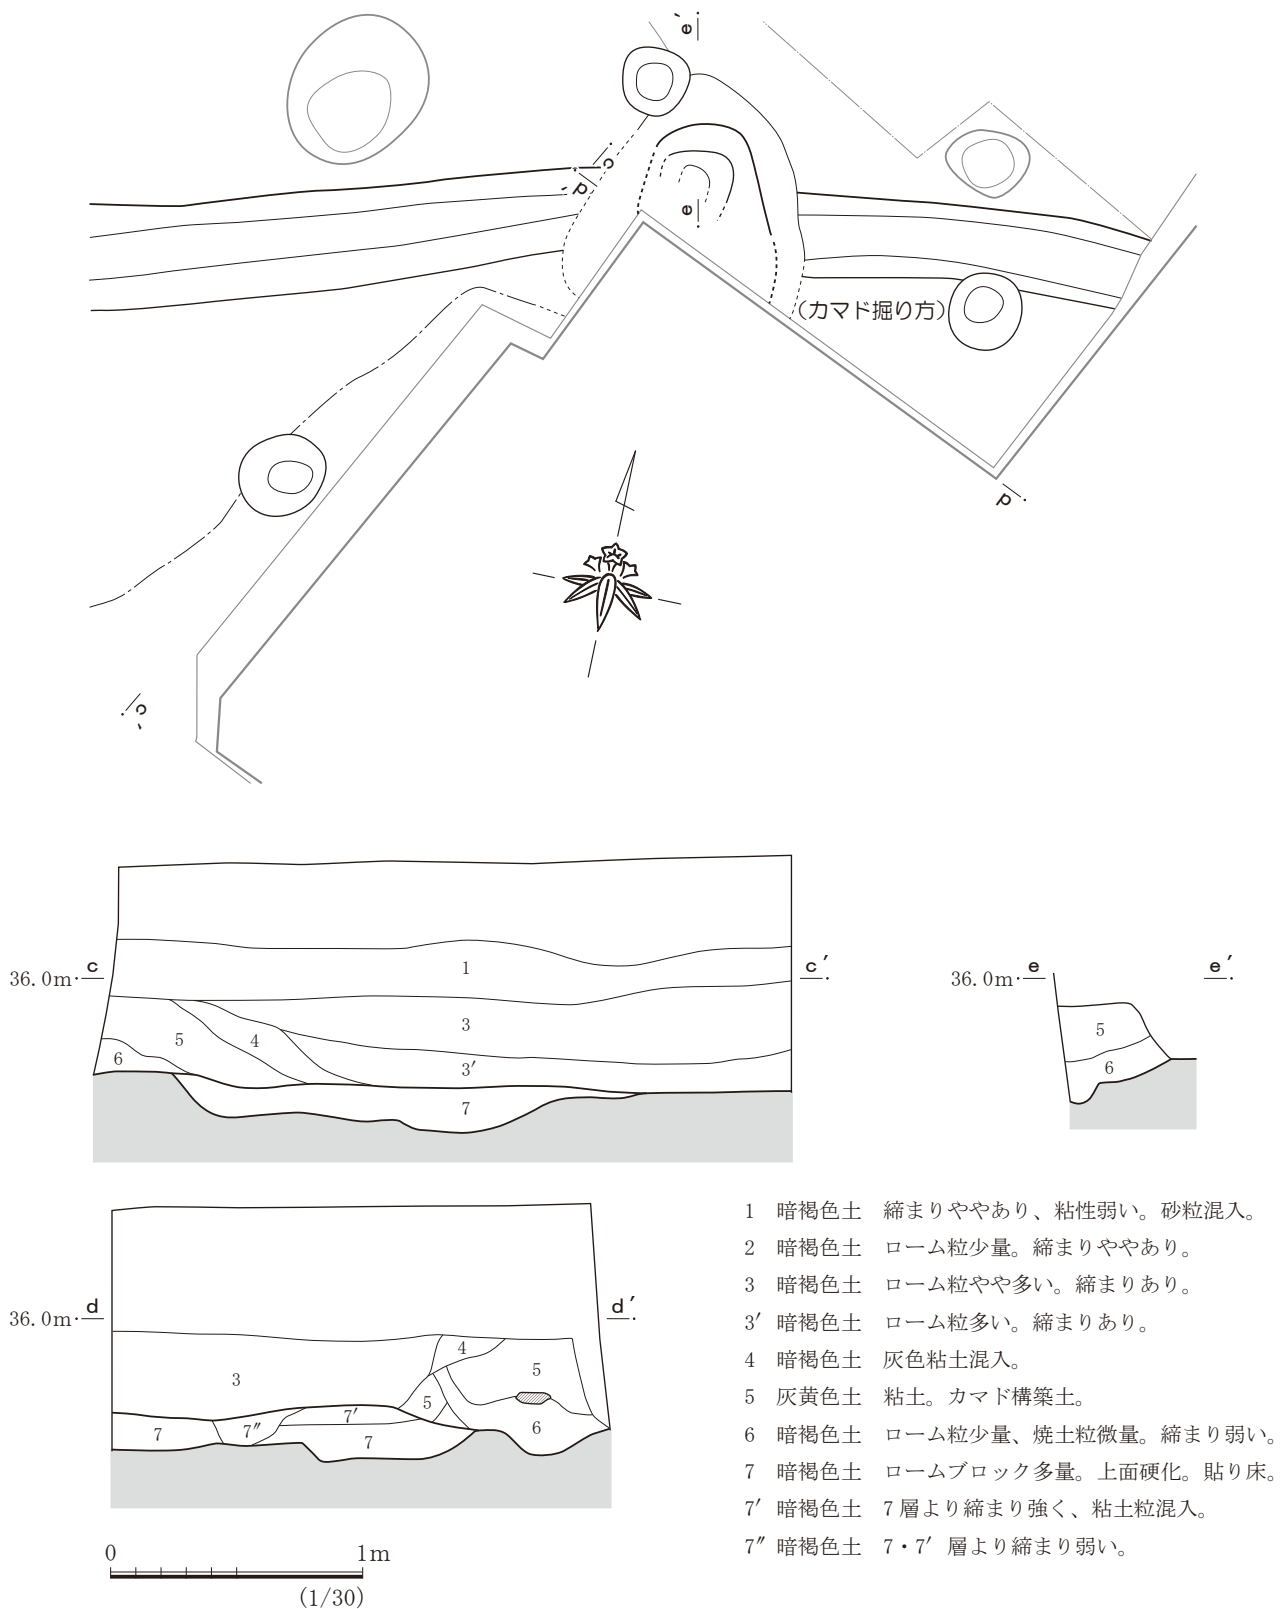 e′
c
d′
e
(カマド掘り方)
d
c′
36.0m c
c′
1
3
5
4
6
3′
7
36.0m e
e′
5
6
36.0m d
d′
4
5
3
5
7′
7
7″
7
6
1 暗褐色土 締まりややあり、粘性弱い。砂粒混入。
2 暗褐色土 ローム粒少量。締まりややあり。
3 暗褐色土 ローム粒やや多い。締まりあり。
3′ 暗褐色土 ローム粒多い。締まりあり。
4 暗褐色土 灰色粘土混入。
5 灰黄色土 粘土。カマド構築土。
6 暗褐色土 ローム粒少量、焼土粒微量。締まり弱い。
7 暗褐色土 ロームブロック多量。上面硬化。貼り床。
7′ 暗褐色土 7層より締まり強く、粘土粒混入。
7″ 暗褐色土 7・7′層より締まり弱い。
0 1m
(1/30)